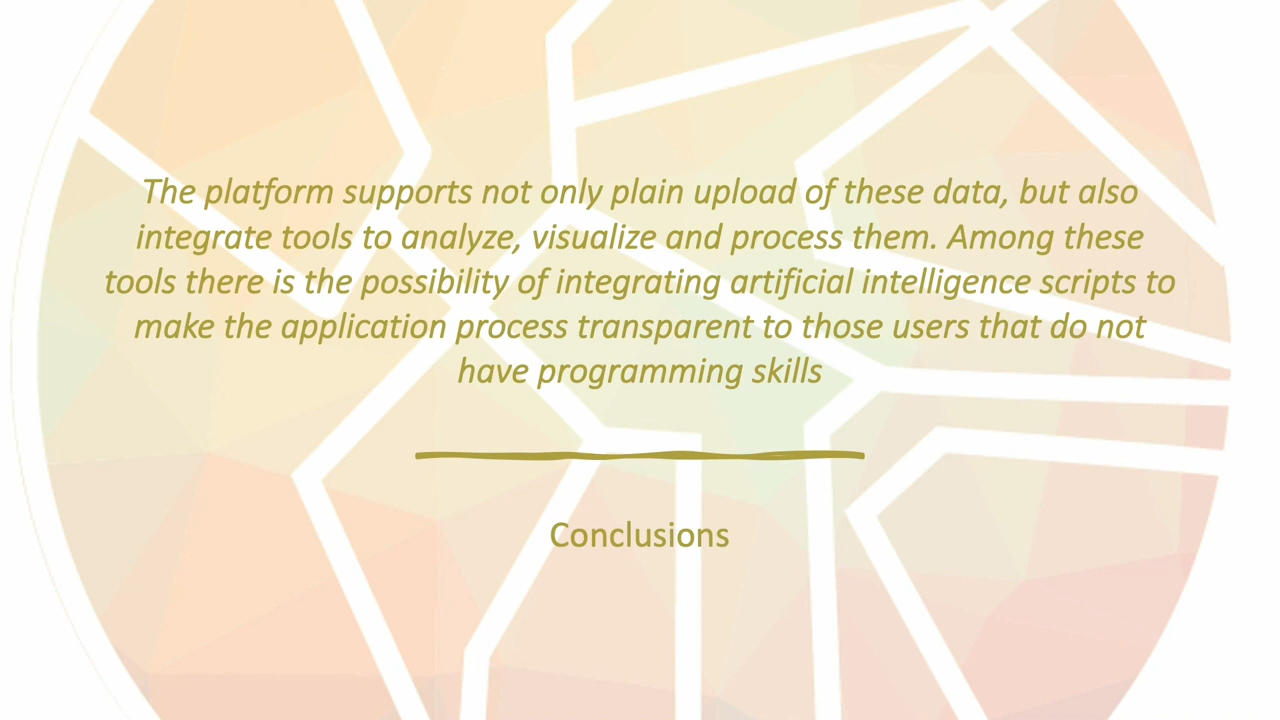 The platform supports not only plain upload of these data, but also
integrate tools to analyze, visualize and process them. Among these
tools there is the possibility of integrating artificial intelligence scripts to
make the application process transparent to those users that do not
have programming skills
Conclusions